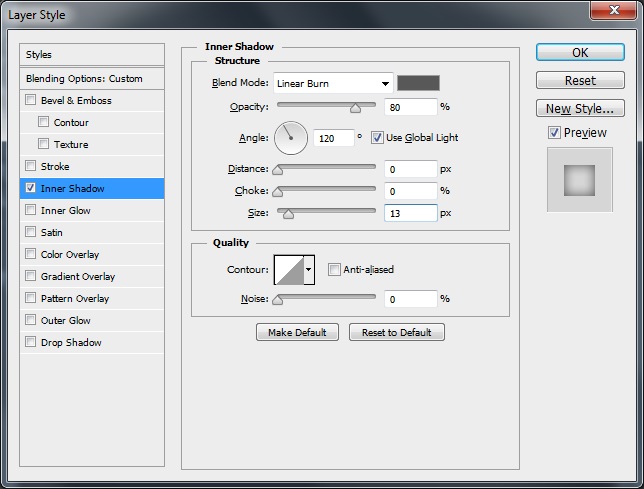 Layer Style
Styles
Blending Options: Custom
Bevel & Emboss
Contour
Texture
Stroke
Inner Shadow
Inner Glow
Satin
Color Overlay
Gradient Overlay
Pattern Overlay
Outer Glow
Drop Shadow
Inner Shadow
Structure
Blend Mode: Linear Burn
Opacity: 80 %
Angle: 120 ° Use Global Light
Distance: 0 px
Choke: 0 %
Size: 13 px
Quality
Contour: Anti-aliased
Noise: 0 %
Make Default Reset to Default
OK
Reset
New Style...
Preview